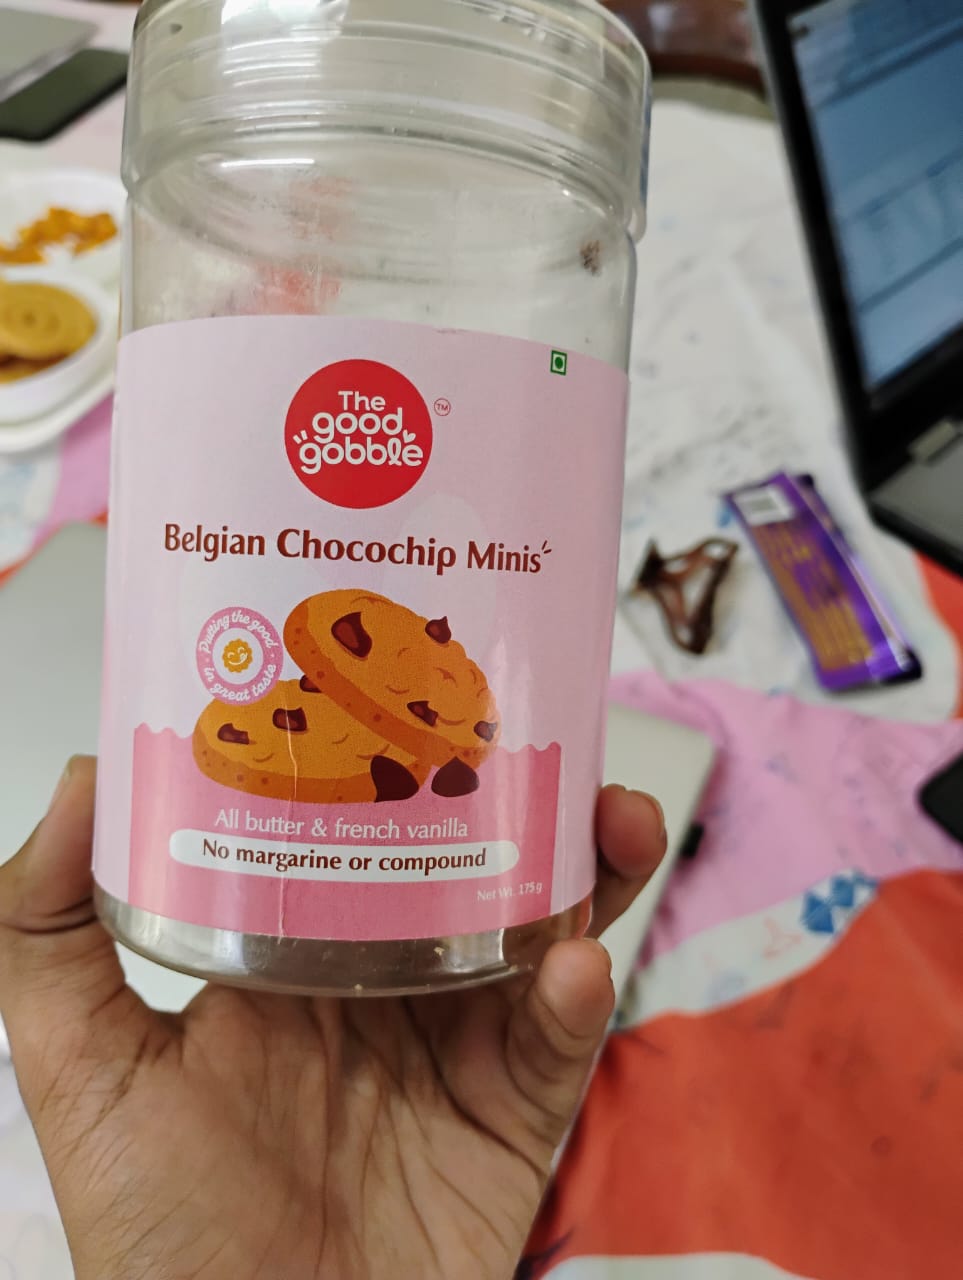 The
good
gobble
TM
Belgian Chocochip Minis
Putting the good
in great taste
All butter & french vanilla
No margarine or compound
Net Wt. 175g